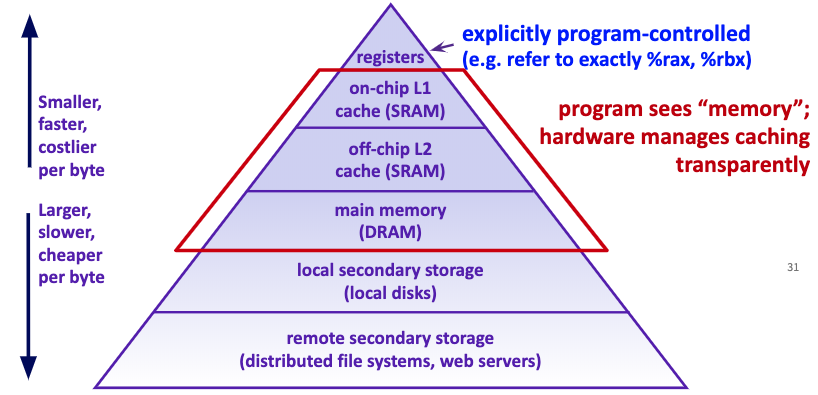 explicitly program-controlled
(e.g. refer to exactly %rax, %rbx)
registers
on-chip L1
cache (SRAM)
program sees “memory”;
hardware manages caching
transparently
Smaller,
faster,
costlier
per byte
off-chip L2
cache (SRAM)
Larger,
slower,
cheaper
per byte
main memory
(DRAM)
local secondary storage
(local disks)
31
remote secondary storage
(distributed file systems, web servers)